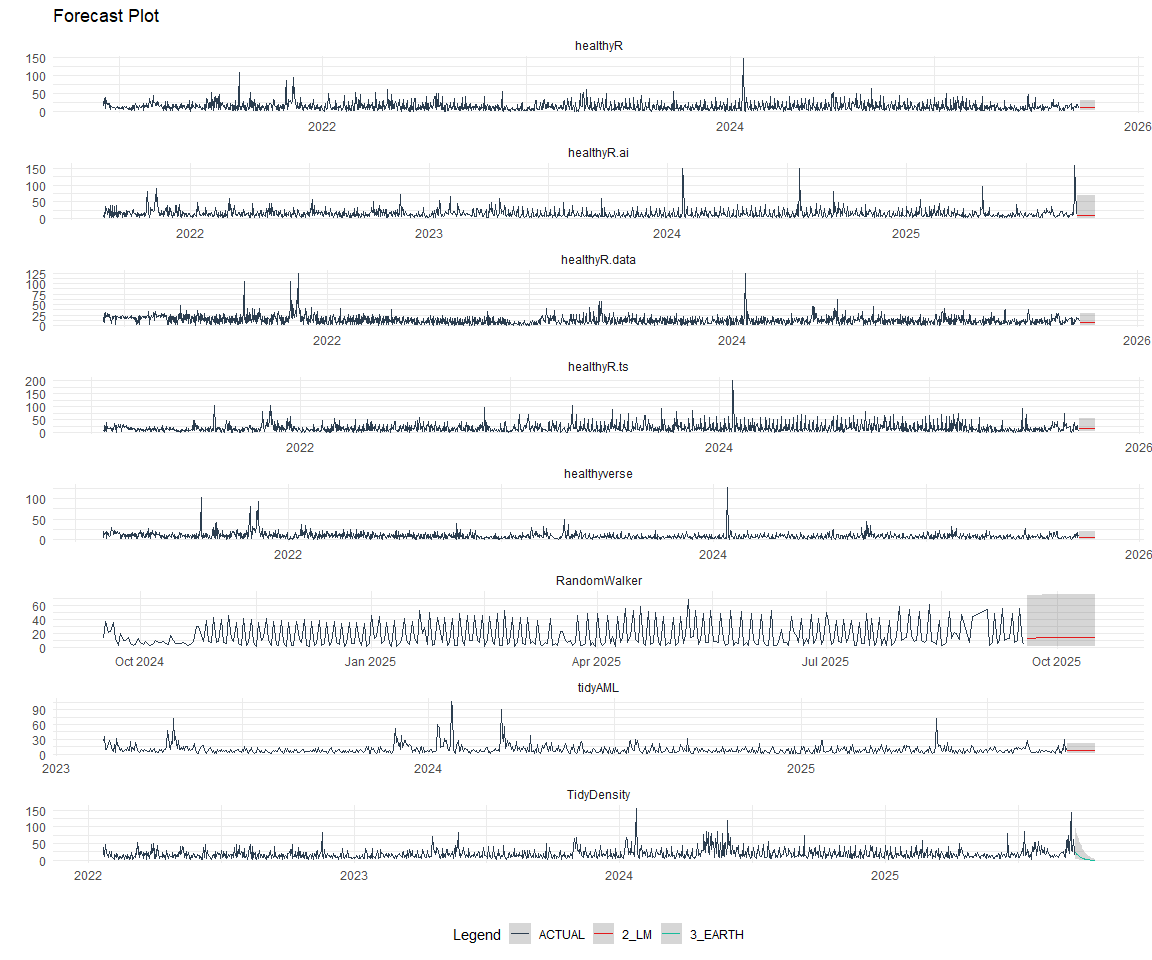 Forecast Plot
healthyR
150
100
50
0
2022 2024 2026
healthyR.ai
150
100
50
0
2022 2023 2024 2025
healthyR.data
125
100
75
50
25
0
2022 2024 2026
healthyR.ts
200
150
100
50
0
2022 2024 2026
healthyverse
100
50
0
2022 2024 2026
RandomWalker
60
40
20
0
Oct 2024 Jan 2025 Apr 2025 Jul 2025 Oct 2025
tidyAML
90
60
30
0
2023 2024 2025
TidyDensity
150
100
50
0
2022 2023 2024 2025
Legend ACTUAL 2_LM 3_EARTH